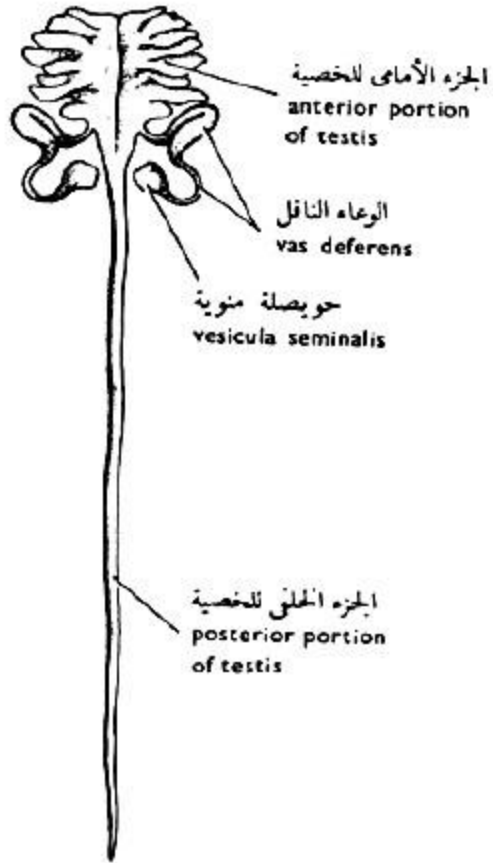 الجزء الأمامى للخصية
anterior portion
of testis
الوعاء الناقل
vas deferens
حويصلة منوية
vesicula seminalis
الجزء الخلفى للخصية
posterior portion
of testis